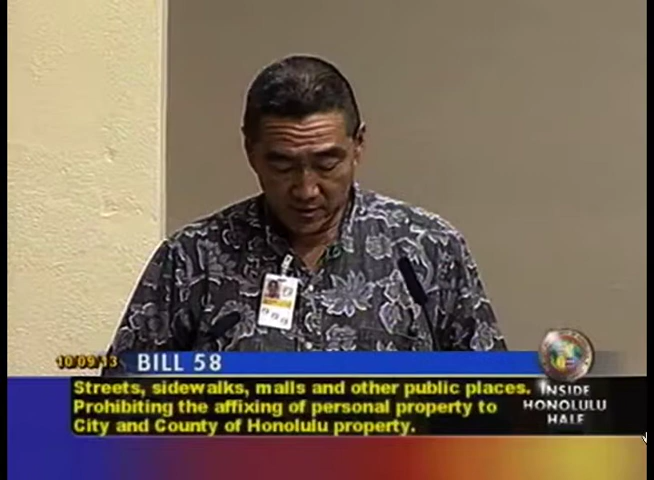 10/09/13 BILL 58
Streets, sidewalks, malls and other public places.
Prohibiting the affixing of personal property to
City and County of Honolulu property.
INSIDE
HONOLULU
HALE